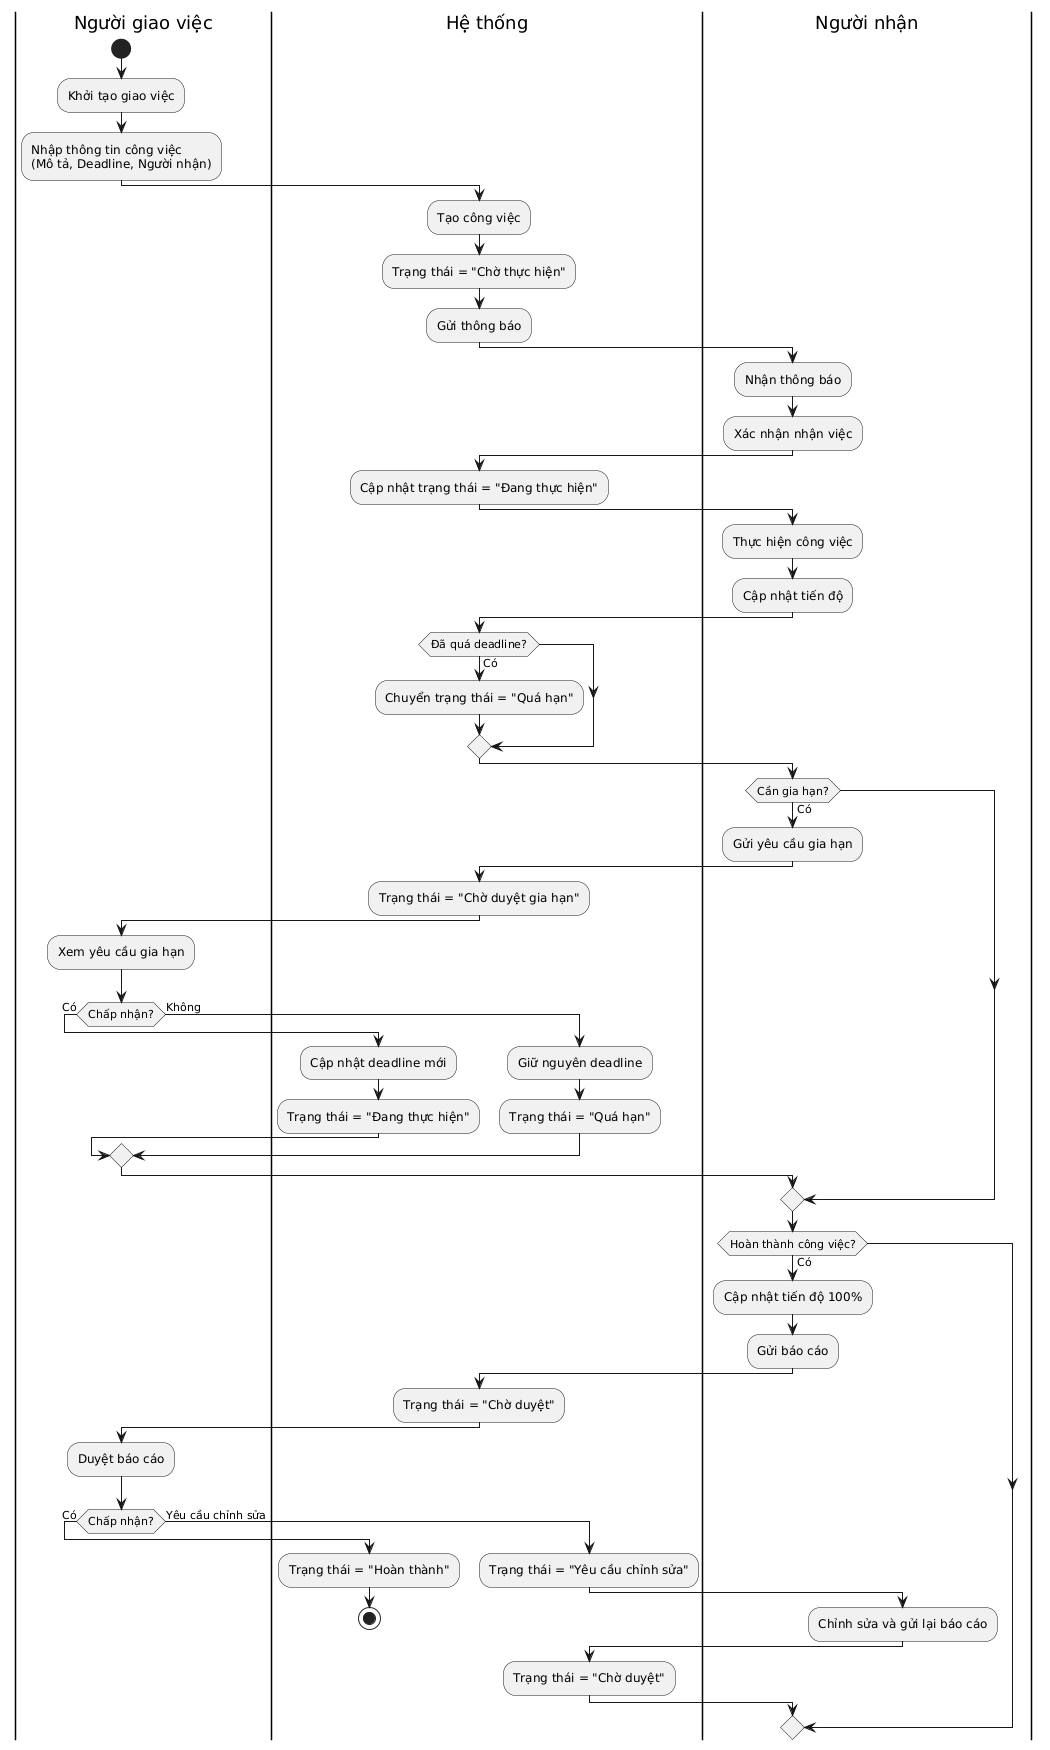 Người giao việc
Hệ thống
Người nhận
Khởi tạo giao việc
Nhập thông tin công việc
(Mô tả, Deadline, Người nhận)
Tạo công việc
Trạng thái = "Chờ thực hiện"
Gửi thông báo
Nhận thông báo
Xác nhận nhận việc
Cập nhật trạng thái = "Đang thực hiện"
Thực hiện công việc
Cập nhật tiến độ
Đã quá deadline?
Có
Chuyển trạng thái = "Quá hạn"
Cần gia hạn?
Có
Gửi yêu cầu gia hạn
Trạng thái = "Chờ duyệt gia hạn"
Xem yêu cầu gia hạn
Có
Chấp nhận?
Không
Cập nhật deadline mới
Giữ nguyên deadline
Trạng thái = "Đang thực hiện"
Trạng thái = "Quá hạn"
Hoàn thành công việc?
Có
Cập nhật tiến độ 100%
Gửi báo cáo
Trạng thái = "Chờ duyệt"
Duyệt báo cáo
Có
Chấp nhận?
Yêu cầu chỉnh sửa
Trạng thái = "Hoàn thành"
Trạng thái = "Yêu cầu chỉnh sửa"
Chỉnh sửa và gửi lại báo cáo
Trạng thái = "Chờ duyệt"